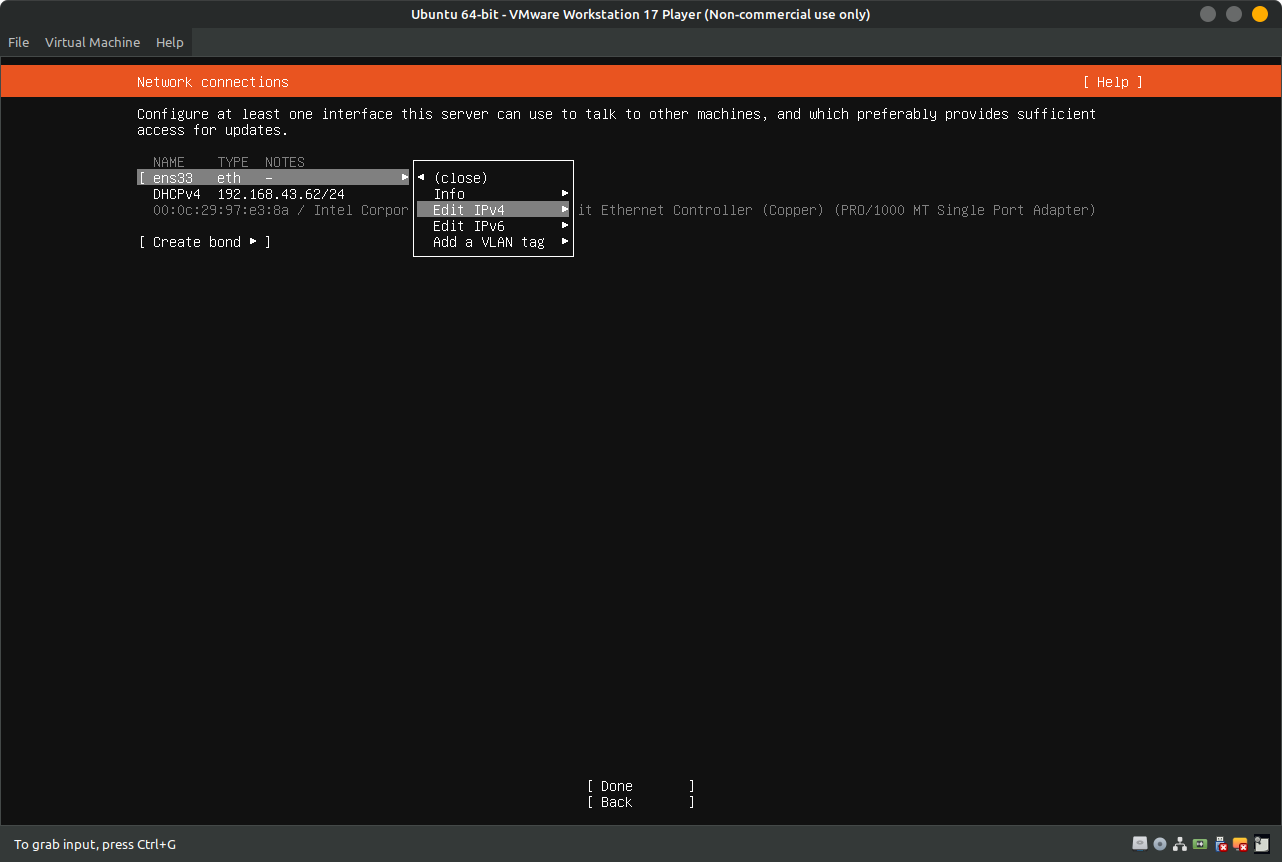 Ubuntu 64-bit - VMware Workstation 17 Player (Non-commercial use only)
File Virtual Machine Help
Network connections [ Help ]
Configure at least one interface this server can use to talk to other machines, and which preferably provides sufficient
access for updates.
NAME TYPE NOTES
[ ens33 eth - ▸
DHCPv4 192.168.43.62/24
00:0c:29:97:e3:8a / Intel Corpor it Ethernet Controller (Copper) (PRO/1000 MT Single Port Adapter)
◂ (close)
Info ▸
Edit IPv4 ▸
Edit IPv6 ▸
Add a VLAN tag ▸
[ Create bond ▸ ]
[ Done ]
[ Back ]
To grab input, press Ctrl+G